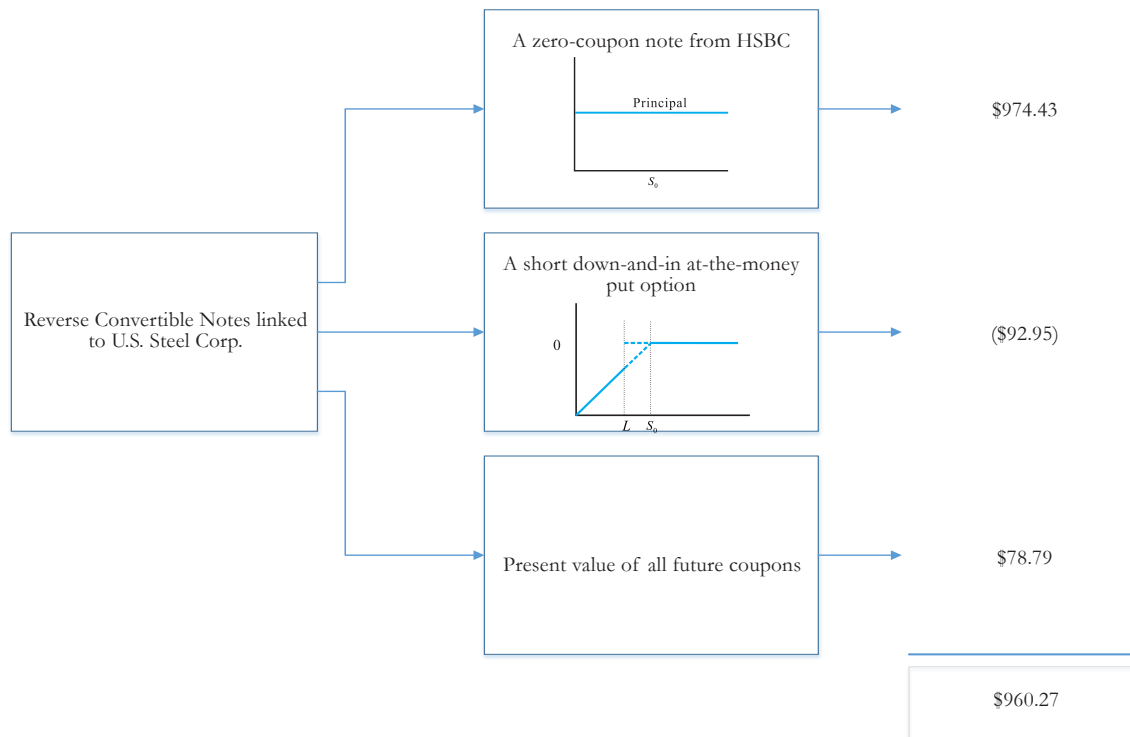 A zero-coupon note from HSBC
Principal
S₀
$974.43
Reverse Convertible Notes linked
to U.S. Steel Corp.
A short down-and-in at-the-money
put option
0
L S₀
($92.95)
Present value of all future coupons
$78.79
$960.27